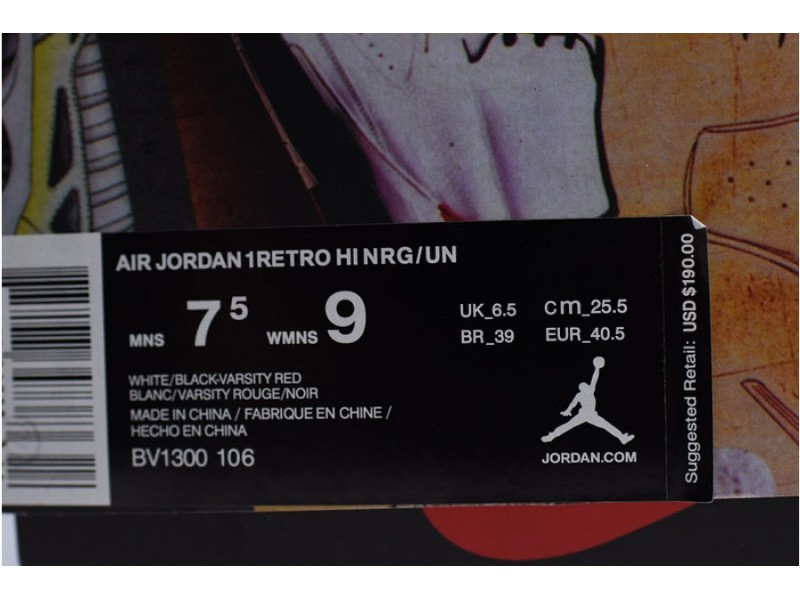 AIR JORDAN 1 RETRO HI NRG/UN
MNS 7 5 WMNS 9
UK_6.5 cm_25.5
BR_39 EUR_40.5
WHITE/BLACK-VARSITY RED
BLANC/VARSITY ROUGE/NOIR
MADE IN CHINA / FABRIQUE EN CHINE /
HECHO EN CHINA
BV1300 106
JORDAN.COM
Suggested Retail: USD $190.00